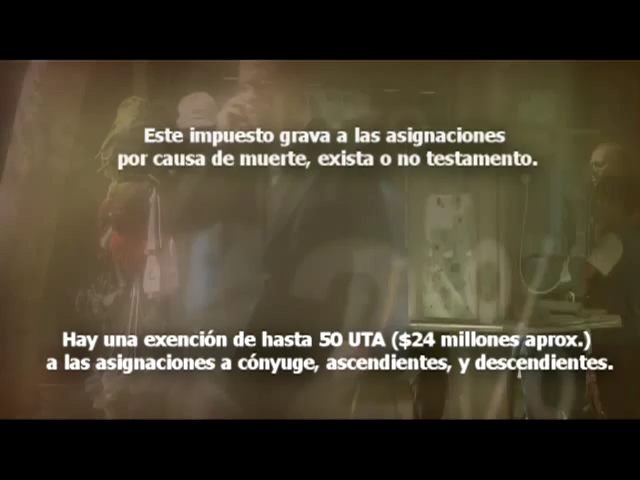 Este impuesto grava a las asignaciones
por causa de muerte, exista o no testamento.
Hay una exención de hasta 50 UTA ($24 millones aprox.)
a las asignaciones a cónyuge, ascendientes, y descendientes.